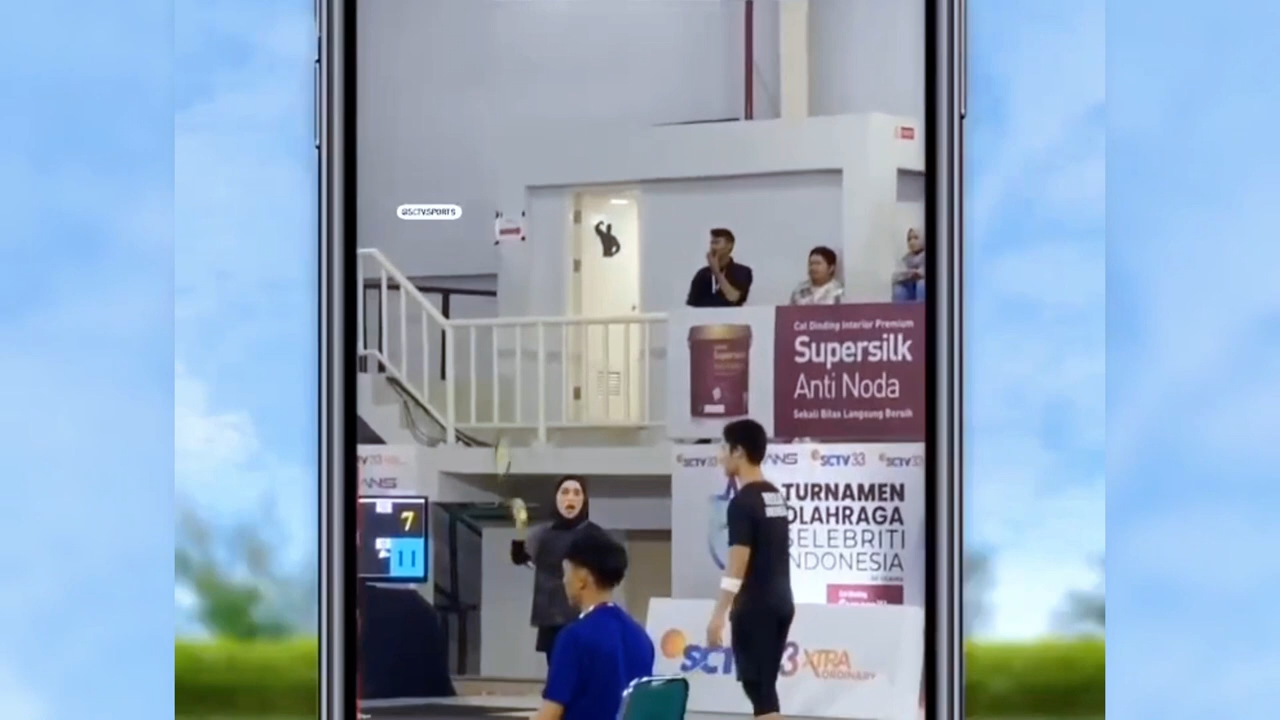 @SCTVSPORTS
Cat Dinding Interior Premium
Supersilk
Anti Noda
Sekali Bilas Langsung Bersih
SCTV33
SCTV33
SCTV33
TURNAMEN
OLAHRAGA
SELEBRITI
INDONESIA
7
11
SCTV33 XTRA
ORDINARY